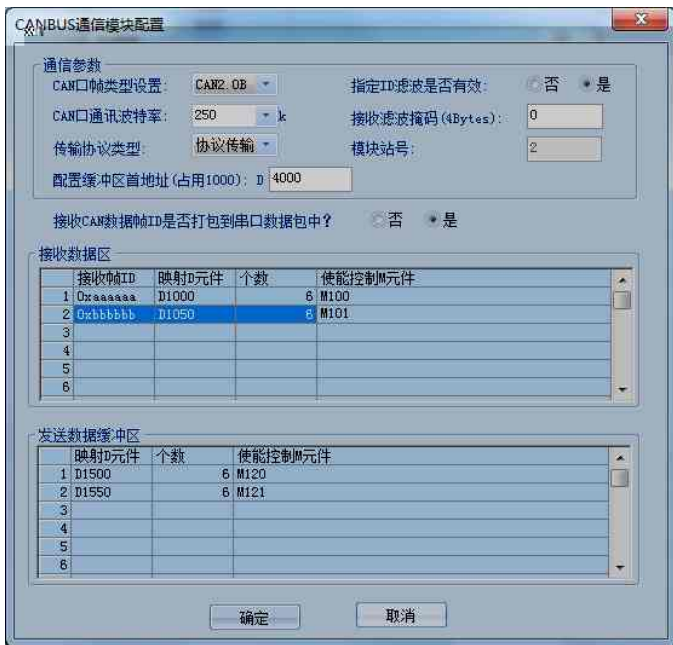 CANBUS通信模块配置
通信参数
CAN口帧类型设置: CAN2.0B 指定ID滤波是否有效: 否 是
CAN口通讯波特率: 250 k 接收滤波掩码(4Bytes): 0
传输协议类型: 协议传输 模块站号: 2
配置缓冲区首地址(占用1000): D 4000
接收CAN数据帧ID是否打包到串口数据包中? 否 是
接收数据区
接收帧ID 映射D元件 个数 使能控制M元件
1 0xaaaaaa D1000 6 M100
2 0xbbbbbb D1050 6 M101
3
4
5
6
发送数据缓冲区
映射D元件 个数 使能控制M元件
1 D1500 6 M120
2 D1550 6 M121
3
4
5
6
确定 取消